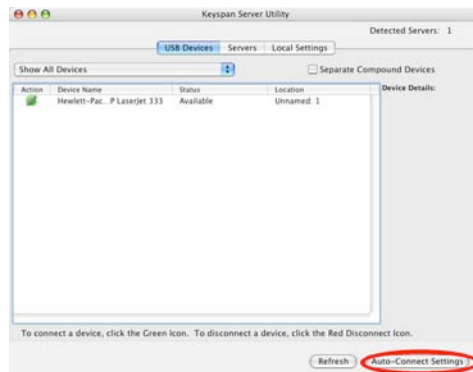 Keyspan Server Utility
Detected Servers: 1
USB Devices Servers Local Settings
Show All Devices Separate Compound Devices
Action Device Name Status Location Device Details:
Hewlett-Pac...P Laserjet 333 Available Unnamed: 1
To connect a device, click the Green Icon. To disconnect a device, click the Red Disconnect Icon.
Refresh Auto-Connect Settings